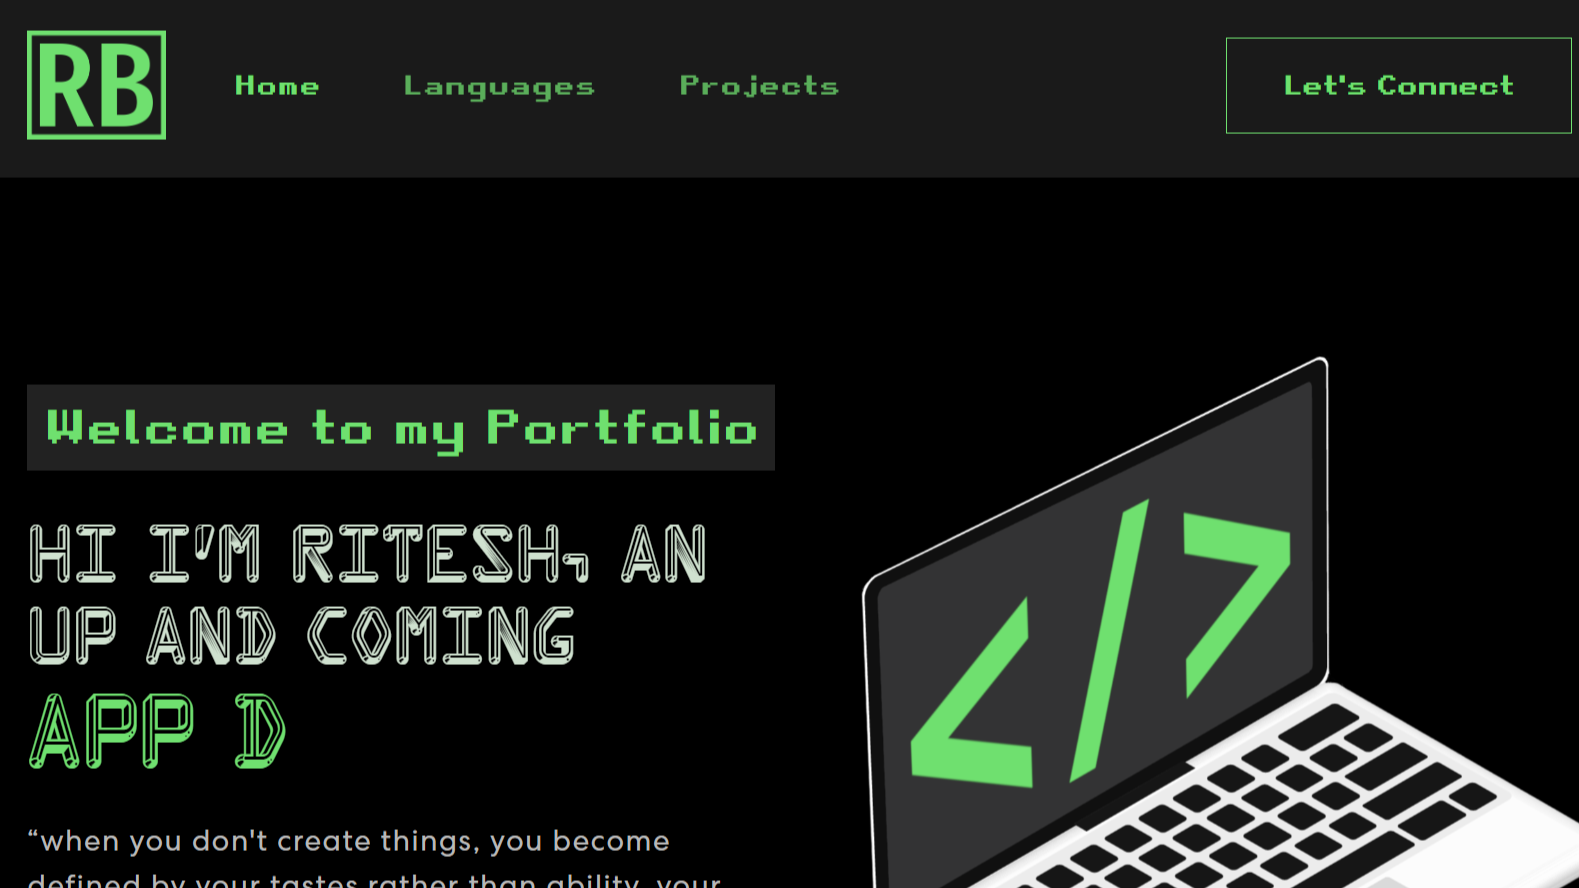 RB
Home
Languages
Projects
Let's Connect
Welcome to my Portfolio
HI I'M RITESH, AN
UP AND COMING
APP D
</>
“when you don't create things, you become
defined by your tastes rather than ability. your